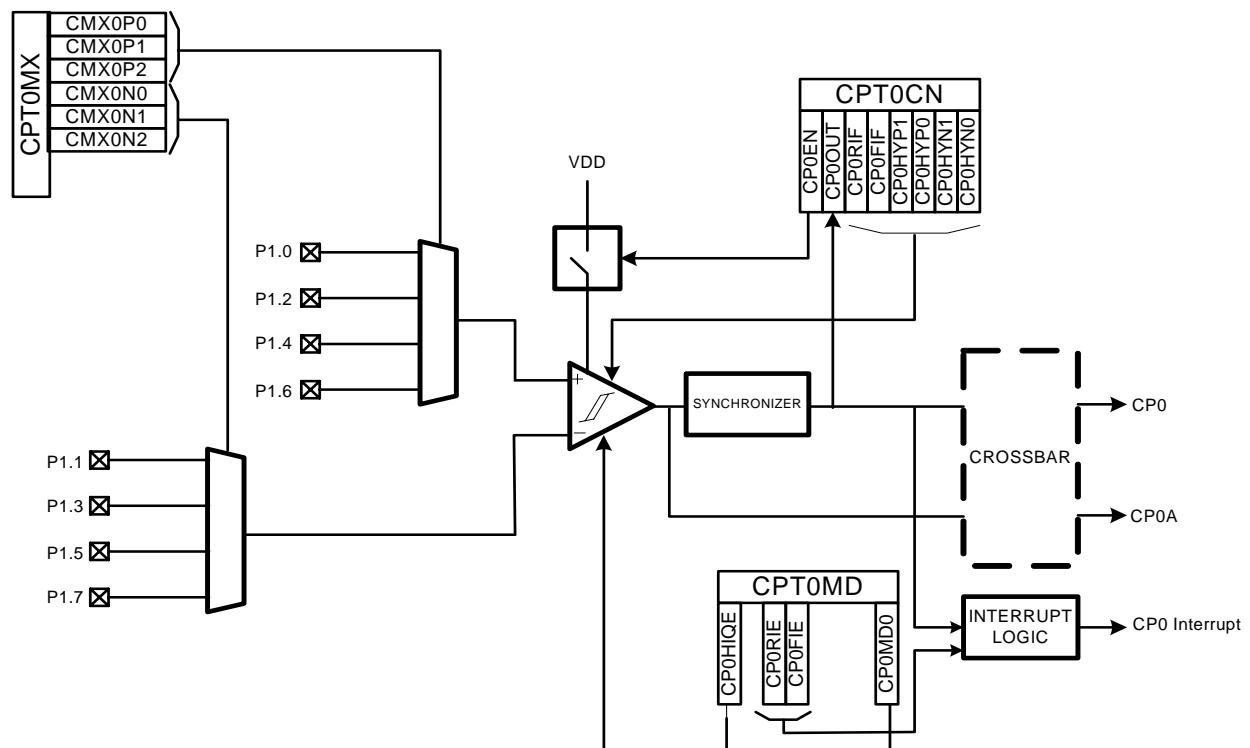 CPT0MX
CMX0P0
CMX0P1
CMX0P2
CMX0N0
CMX0N1
CMX0N2
CPT0CN
CP0EN
CP0OUT
CP0RIF
CP0FIF
CP0HYP1
CP0HYP0
CP0HYN1
CP0HYN0
VDD
P1.0
P1.2
P1.4
P1.6
+
−
SYNCHRONIZER
CROSSBAR
CP0
CP0A
P1.1
P1.3
P1.5
P1.7
CPT0MD
CP0HIQE
CP0RIE
CP0FIE
CP0MD0
INTERRUPT
LOGIC
CP0 Interrupt